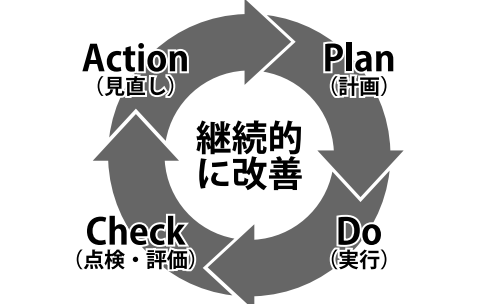 Action
（見直し）
Plan
（計画）
継続的
に改善
Check
（点検・評価）
Do
（実行）